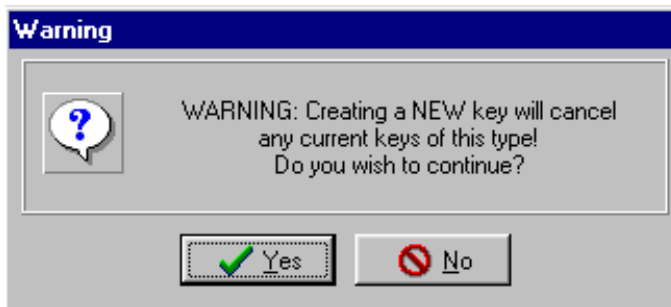 Warning
WARNING: Creating a NEW key will cancel
any current keys of this type!
Do you wish to continue?
Yes
No